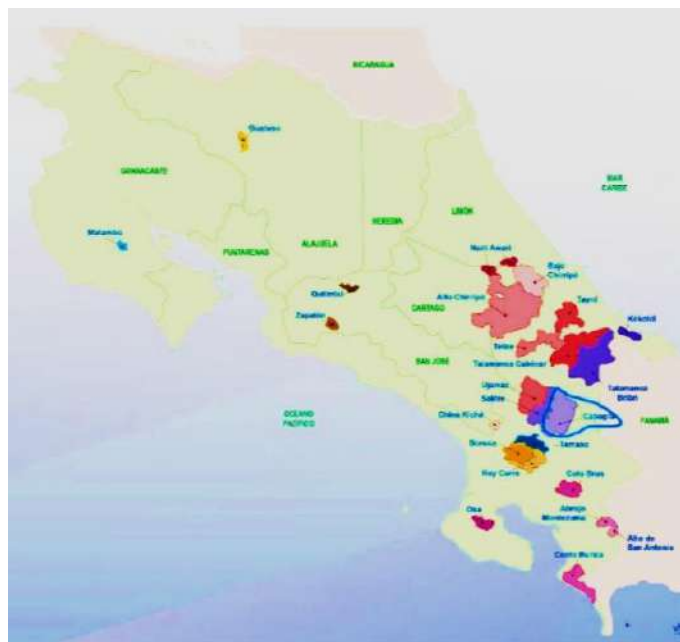 NICARAGUA
Guatuso
GUANACASTE
MAR
CARIBE
HEREDIA
LIMÓN
Matambú
ALAJUELA
PUNTARENAS
Nairi Awari
Bajo
Chirripó
Quitirrisí
Alto Chirripó
CARTAGO
Tayní
Zapatón
Kekoldi
Telire
SAN JOSÉ
Talamanca Cabécar
Ujarrás
Salitre
Talamanca
Bribri
OCÉANO
PACÍFICO
China Kichá
Cabagra
PANAMÁ
Boruca
Térraba
Rey Curré
Coto Brus
Osa
Abrojo
Montezuma
Alto de
San Antonio
Conte Burica